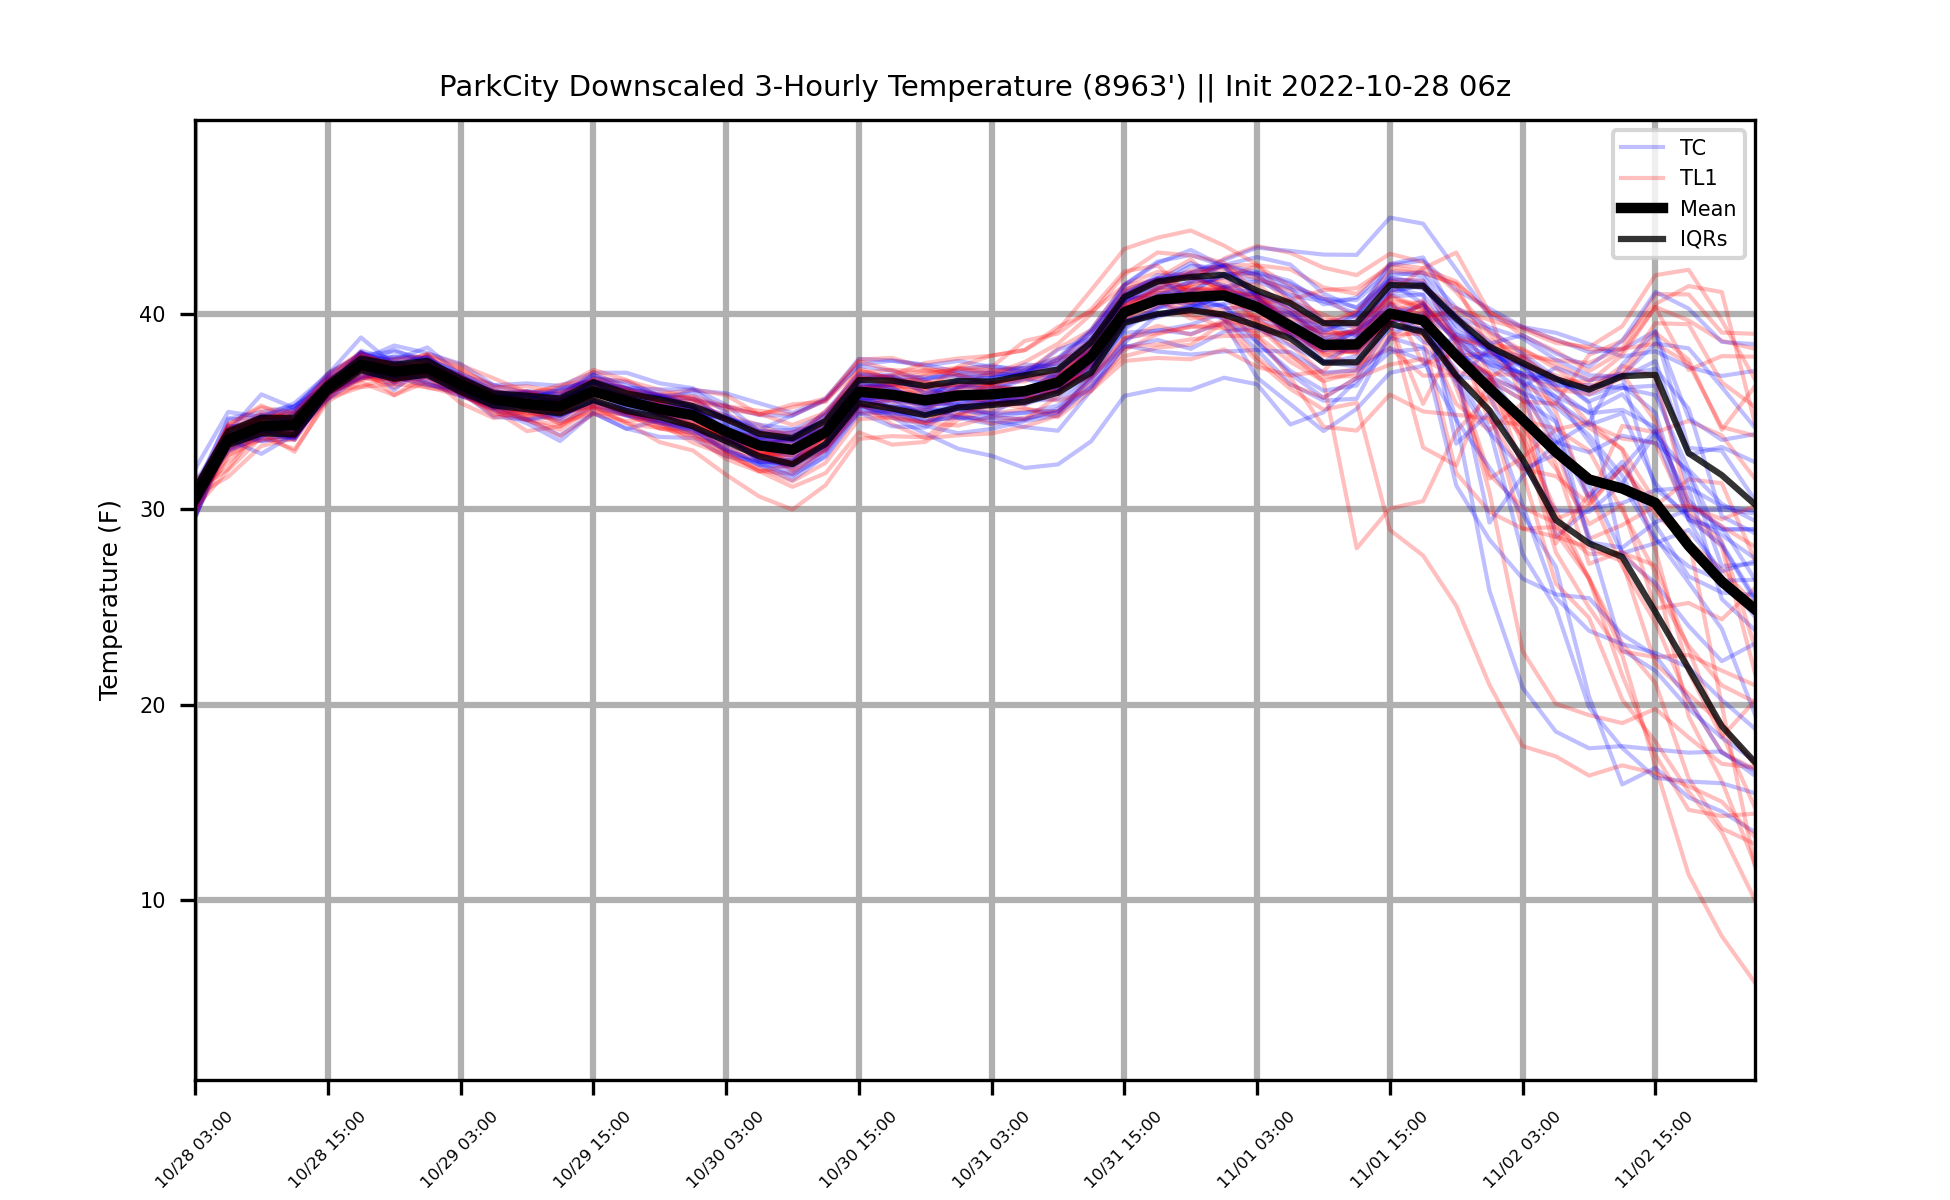 ParkCity Downscaled 3-Hourly Temperature (8963') || Init 2022-10-28 06z
TC
TL1
Mean
IQRs
Temperature (F)
40
30
20
10
10/28 03:00
10/28 15:00
10/29 03:00
10/29 15:00
10/30 03:00
10/30 15:00
10/31 03:00
10/31 15:00
11/01 03:00
11/01 15:00
11/02 03:00
11/02 15:00